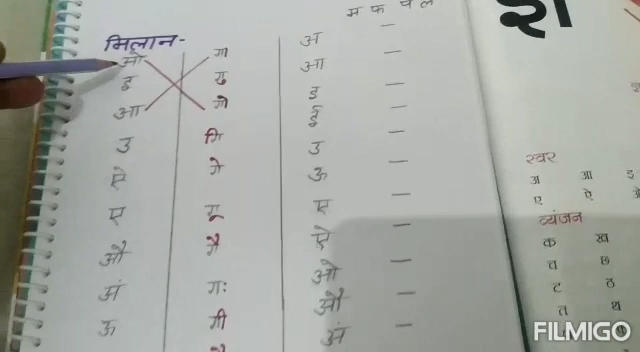 म फ प ल
मिलान-
ओ गा अ –
इ गु आ –
आ गो इ –
उ गि ई –
ऐ गे उ –
ए गू ऊ –
औ गै ए –
अं गः ऐ –
ऊ गी ओ –
औ –
अं –
स्वर
अ आ इ
ए ऐ
व्यंजन
क ख
च छ
ट ठ
त थ
FILMIGO